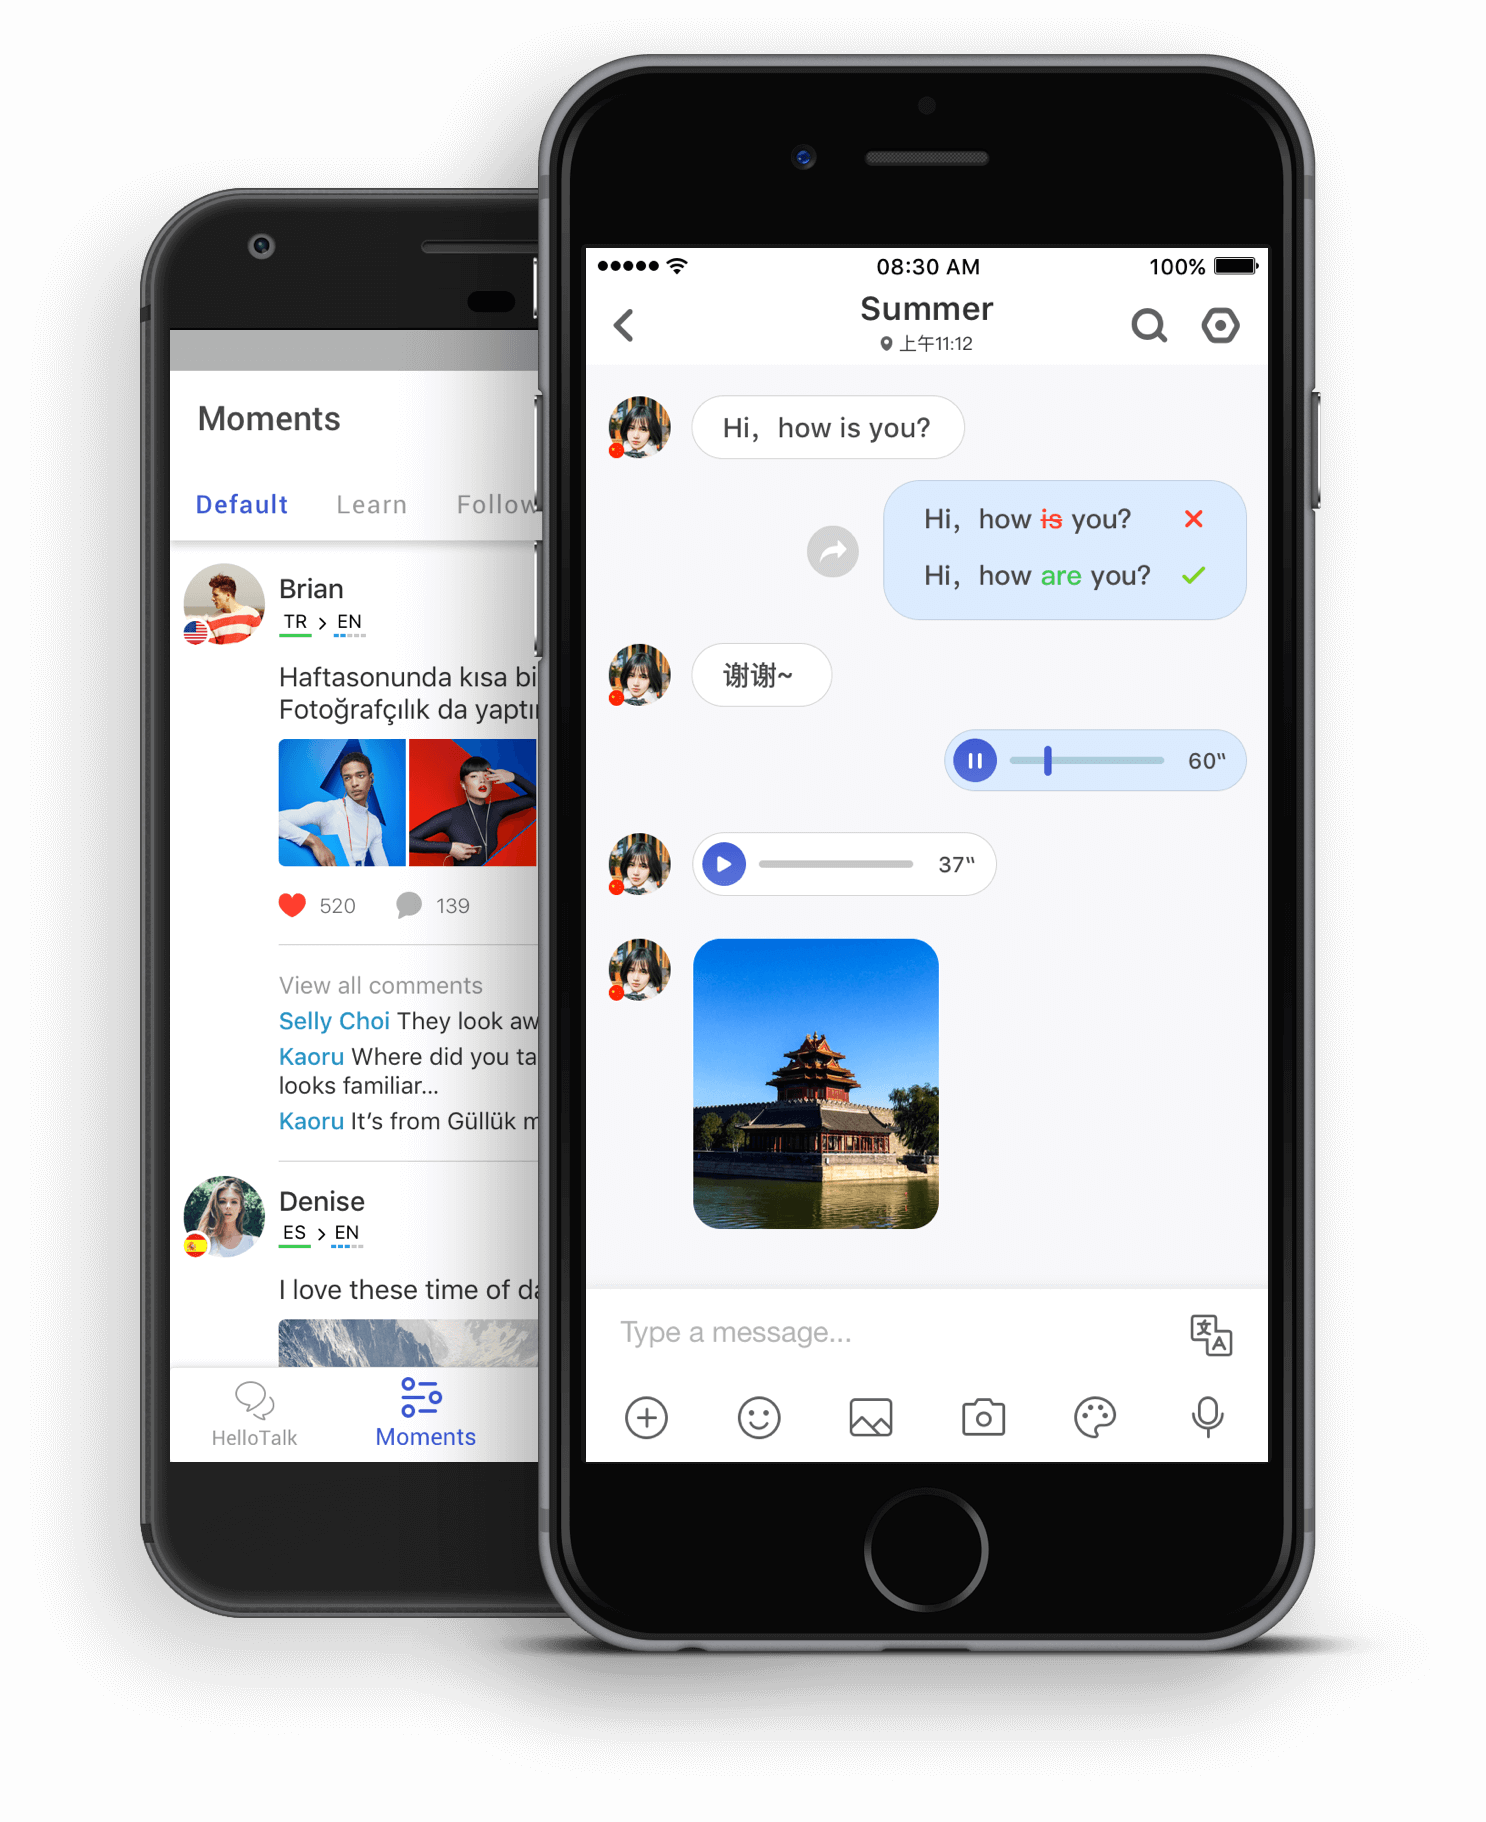 Moments
Default Learn Follow
Brian
TR > EN
Haftasonunda kısa bi
Fotoğrafçılık da yaptı
520 139
View all comments
Selly Choi They look aw
Kaoru Where did you ta
looks familiar...
Kaoru It's from Güllük m
Denise
ES > EN
I love these time of da
HelloTalk Moments
08:30 AM 100%
Summer
上午11:12
Hi，how is you?
Hi，how is you?
Hi，how are you?
谢谢~
60"
37"
Type a message...
文 A